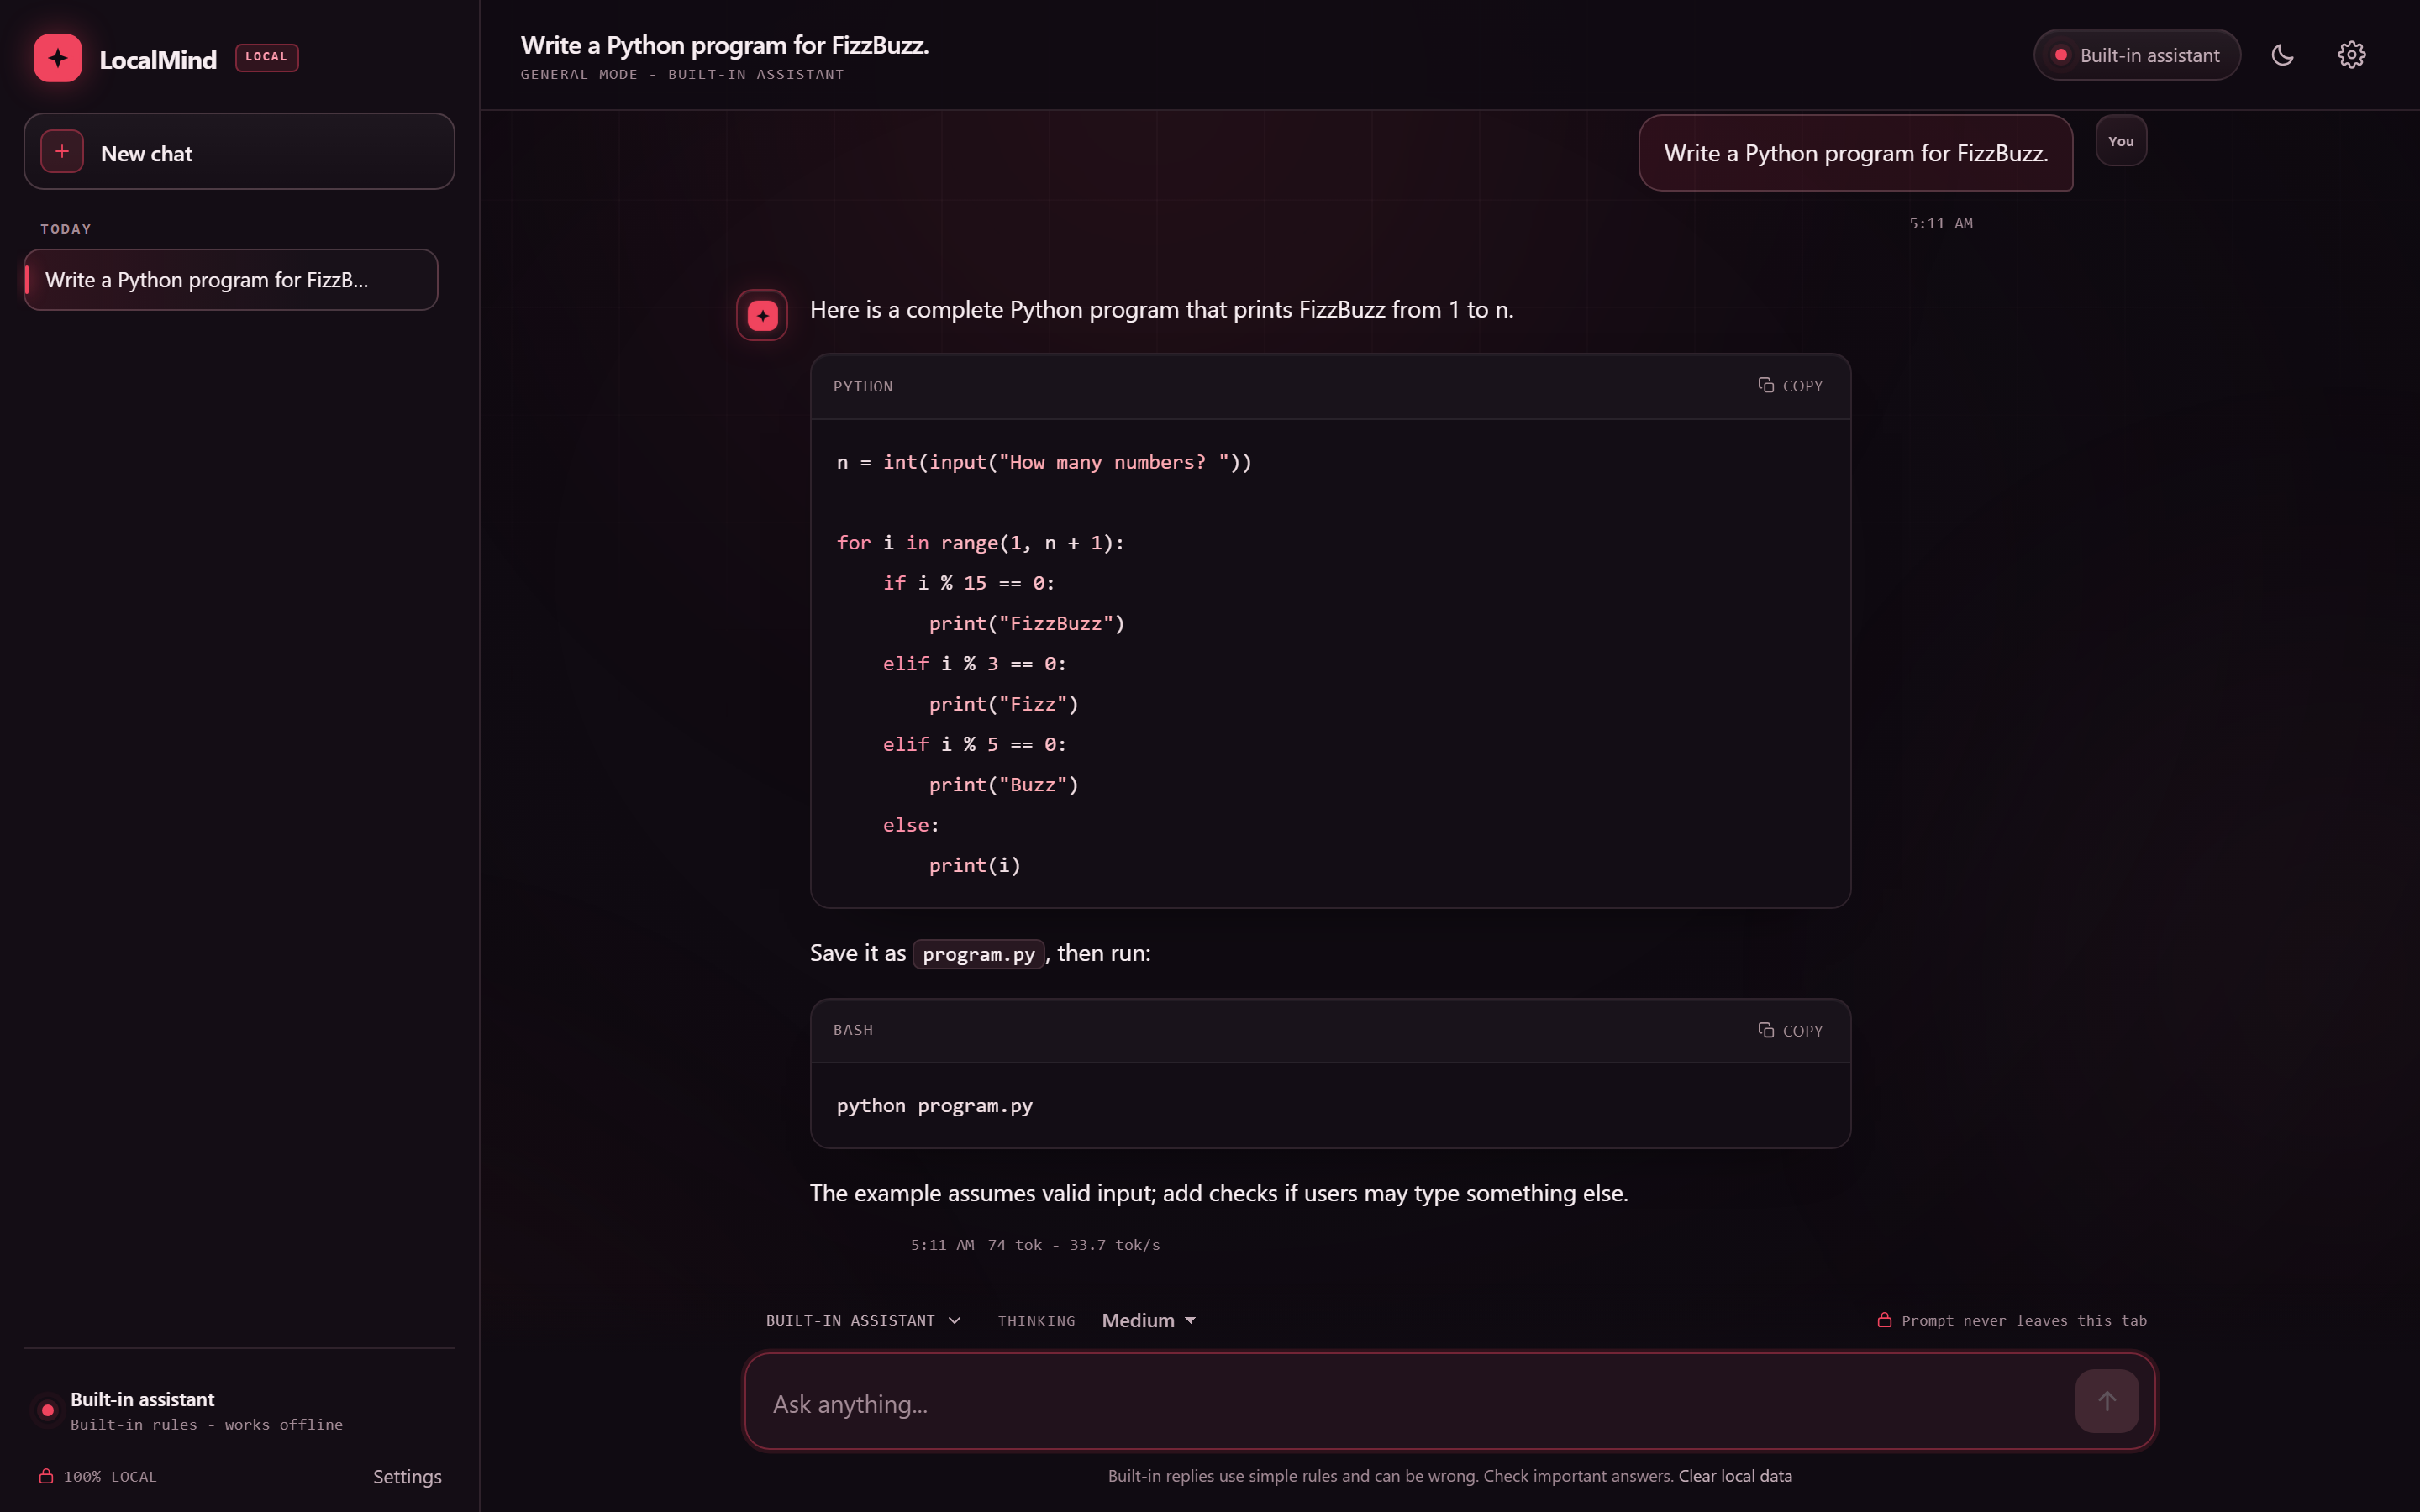 LocalMind LOCAL
New chat
TODAY
Write a Python program for FizzB...
Built-in assistant
Built-in rules - works offline
100% LOCAL Settings
Write a Python program for FizzBuzz.
GENERAL MODE - BUILT-IN ASSISTANT
Built-in assistant
Write a Python program for FizzBuzz.
You
5:11 AM
Here is a complete Python program that prints FizzBuzz from 1 to n.
PYTHON COPY
n = int(input("How many numbers? "))
for i in range(1, n + 1):
    if i % 15 == 0:
        print("FizzBuzz")
    elif i % 3 == 0:
        print("Fizz")
    elif i % 5 == 0:
        print("Buzz")
    else:
        print(i)
Save it as program.py, then run:
BASH COPY
python program.py
The example assumes valid input; add checks if users may type something else.
5:11 AM 74 tok - 33.7 tok/s
BUILT-IN ASSISTANT THINKING Medium Prompt never leaves this tab
Ask anything...
Built-in replies use simple rules and can be wrong. Check important answers. Clear local data